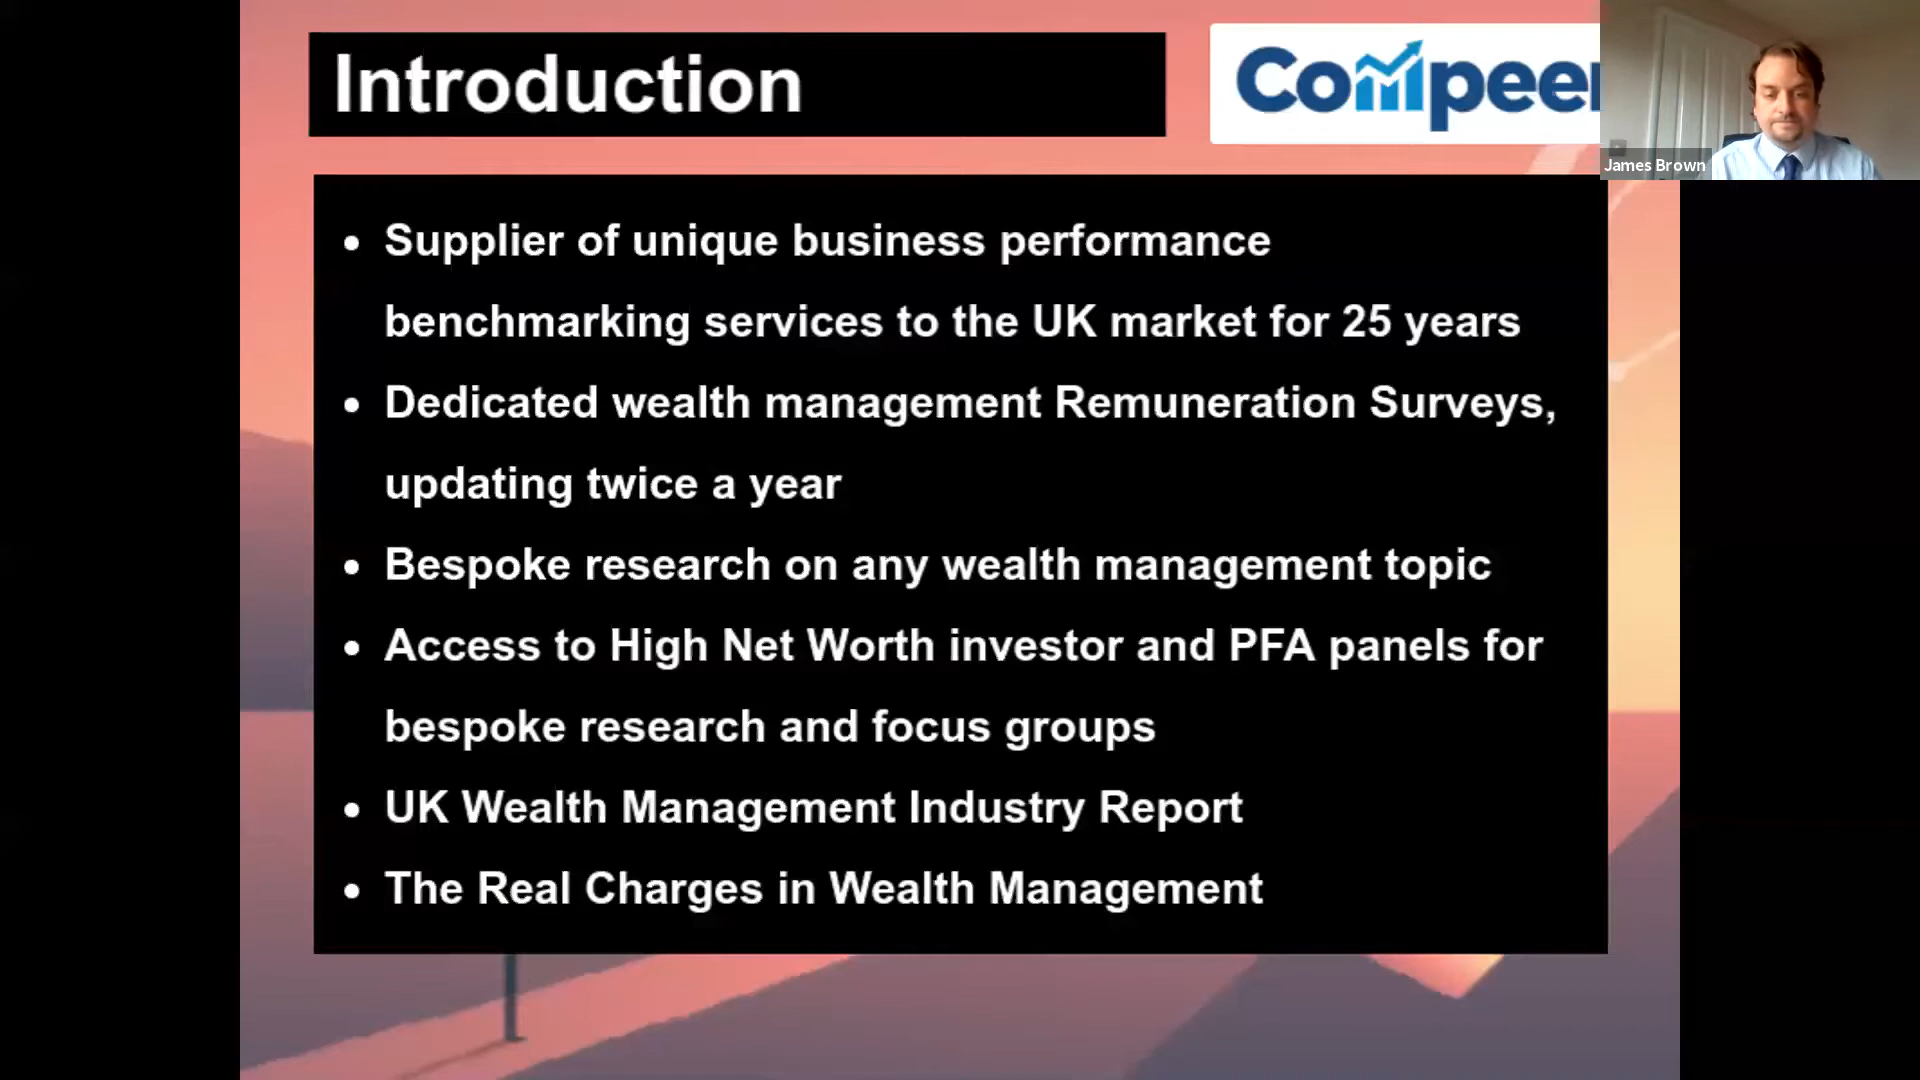 Introduction
Compeer
James Brown
• Supplier of unique business performance
benchmarking services to the UK market for 25 years
• Dedicated wealth management Remuneration Surveys,
updating twice a year
• Bespoke research on any wealth management topic
• Access to High Net Worth investor and PFA panels for
bespoke research and focus groups
• UK Wealth Management Industry Report
• The Real Charges in Wealth Management